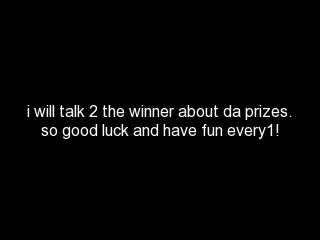 i will talk 2 the winner about da prizes.
so good luck and have fun every1!